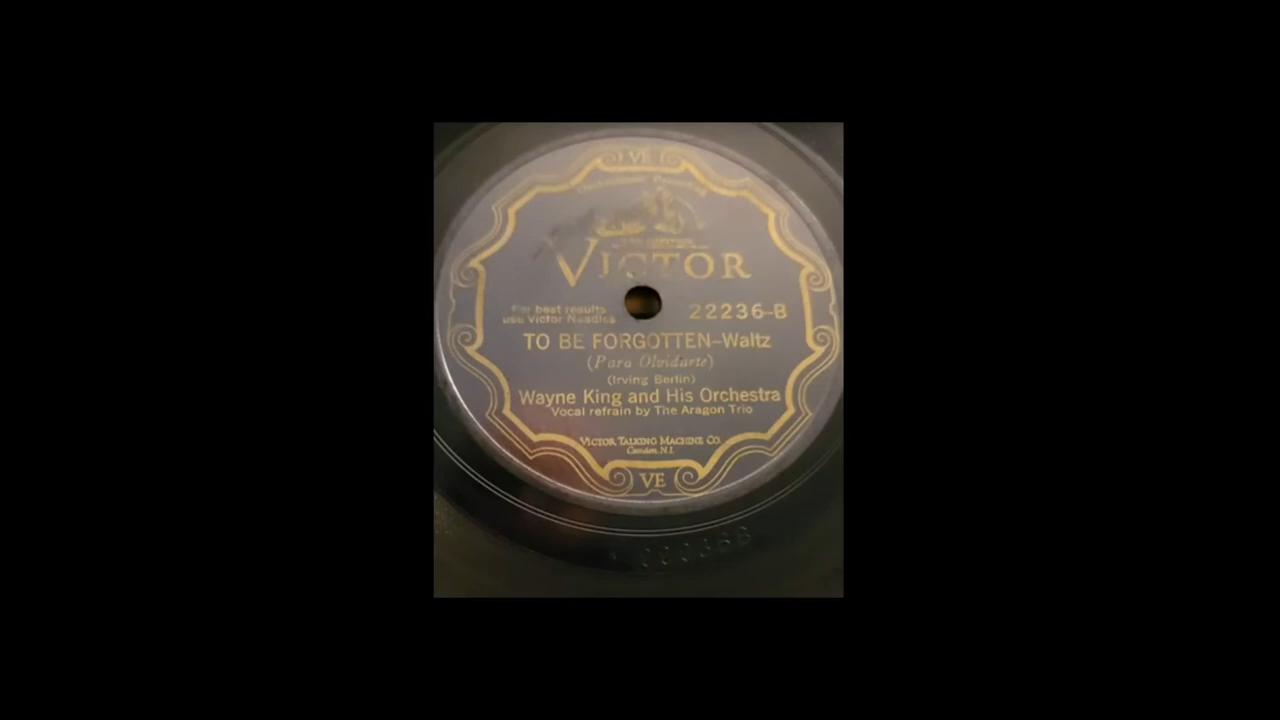 VE
VICTOR
For best results
use Victor Needles
22236-B
TO BE FORGOTTEN-Waltz
(Para Olvidarte)
(Irving Berlin)
Wayne King and His Orchestra
Vocal refrain by The Aragon Trio
VICTOR TALKING MACHINE CO.
Camden, N.J.
VE